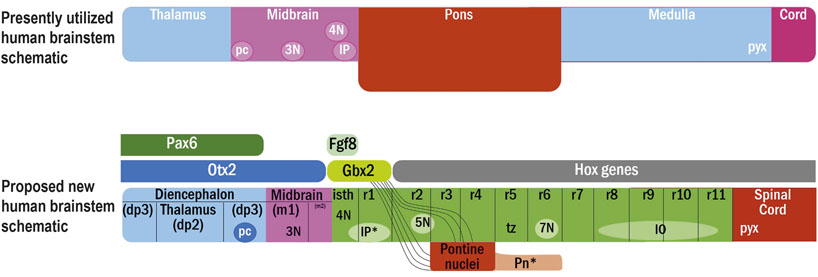 Presently utilized
human brainstem
schematic
Thalamus Midbrain Pons Medulla Cord
4N
pc 3N IP pyx
Pax6 Fgf8
Otx2 Gbx2 Hox genes
Proposed new
human brainstem
schematic
Diencephalon Midbrain isth r1 r2 r3 r4 r5 r6 r7 r8 r9 r10 r11 Spinal
(dp3) Thalamus (dp3) (m1) (m2) 4N 5N Cord
(dp2)
pc 3N IP* tz 7N IO pyx
Pontine
nuclei Pn*